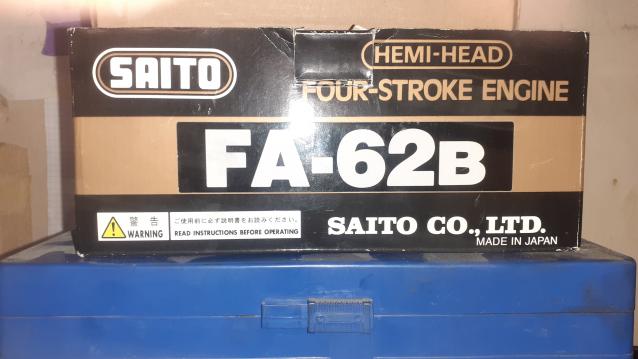 SAITO
HEMI-HEAD
FOUR-STROKE ENGINE
FA-62B
警告
WARNING
ご使用前に必ず説明書をお読みください。
READ INSTRUCTIONS BEFORE OPERATING
SAITO CO., LTD.
MADE IN JAPAN